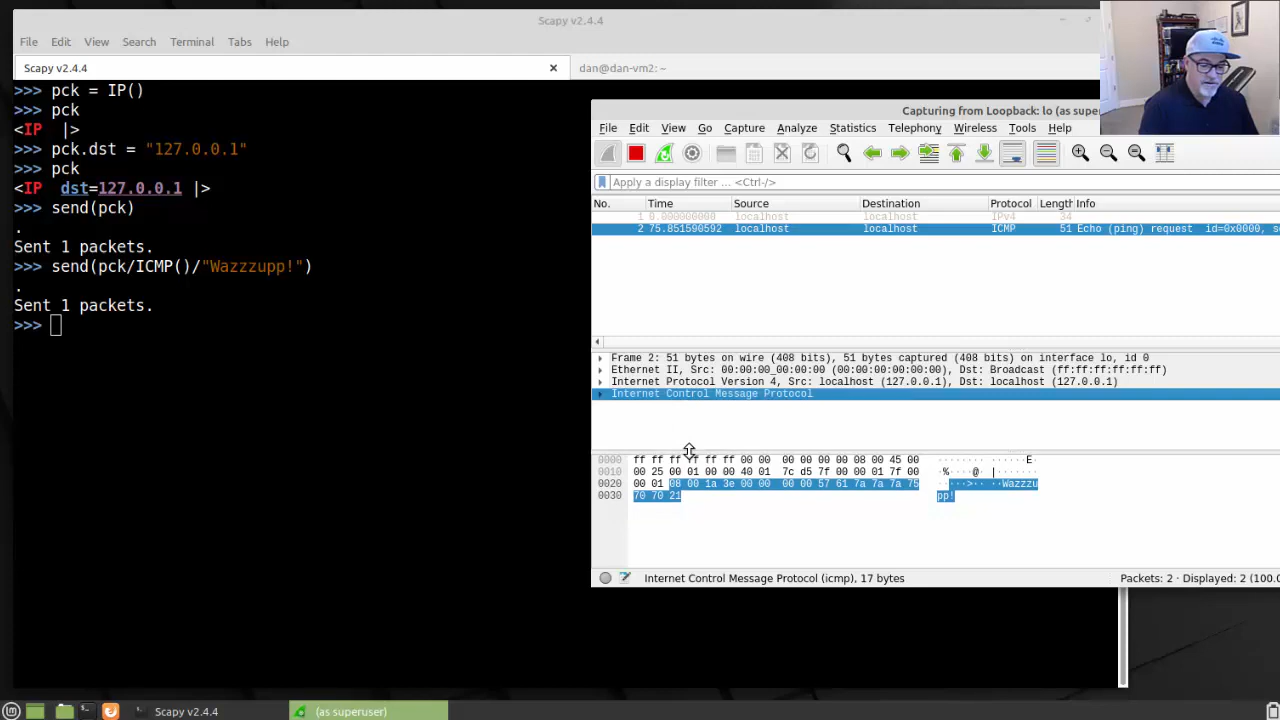 Scapy v2.4.4
File Edit View Search Terminal Tabs Help
Scapy v2.4.4
dan@dan-vm2: ~
>>> pck = IP()
>>> pck
<IP |>
>>> pck.dst = "127.0.0.1"
>>> pck
<IP dst=127.0.0.1 |>
>>> send(pck)
.
Sent 1 packets.
>>> send(pck/ICMP()/"Wazzzupp!")
.
Sent 1 packets.
>>>
Capturing from Loopback: lo (as supe
File Edit View Go Capture Analyze Statistics Telephony Wireless Tools Help
Apply a display filter ... <Ctrl-/>
No. Time Source Destination Protocol Length Info
1 0.000000000 localhost localhost IPv4 34
2 75.851590592 localhost localhost ICMP 51 Echo (ping) request id=0x0000, s
Frame 2: 51 bytes on wire (408 bits), 51 bytes captured (408 bits) on interface lo, id 0
Ethernet II, Src: 00:00:00_00:00:00 (00:00:00:00:00:00), Dst: Broadcast (ff:ff:ff:ff:ff:ff)
Internet Protocol Version 4, Src: localhost (127.0.0.1), Dst: localhost (127.0.0.1)
Internet Control Message Protocol
0000 ff ff ff ff ff ff 00 00 00 00 00 00 08 00 45 00 ········ ······E·
0010 00 25 00 01 00 00 40 01 7c d5 7f 00 00 01 7f 00 ·%····@· |·······
0020 00 01 08 00 1a 3e 00 00 00 00 57 61 7a 7a 7a 75 ·····>·· ··Wazzzu
0030 70 70 21 pp!
Internet Control Message Protocol (icmp), 17 bytes
Packets: 2 · Displayed: 2 (100.0
Scapy v2.4.4
(as superuser)